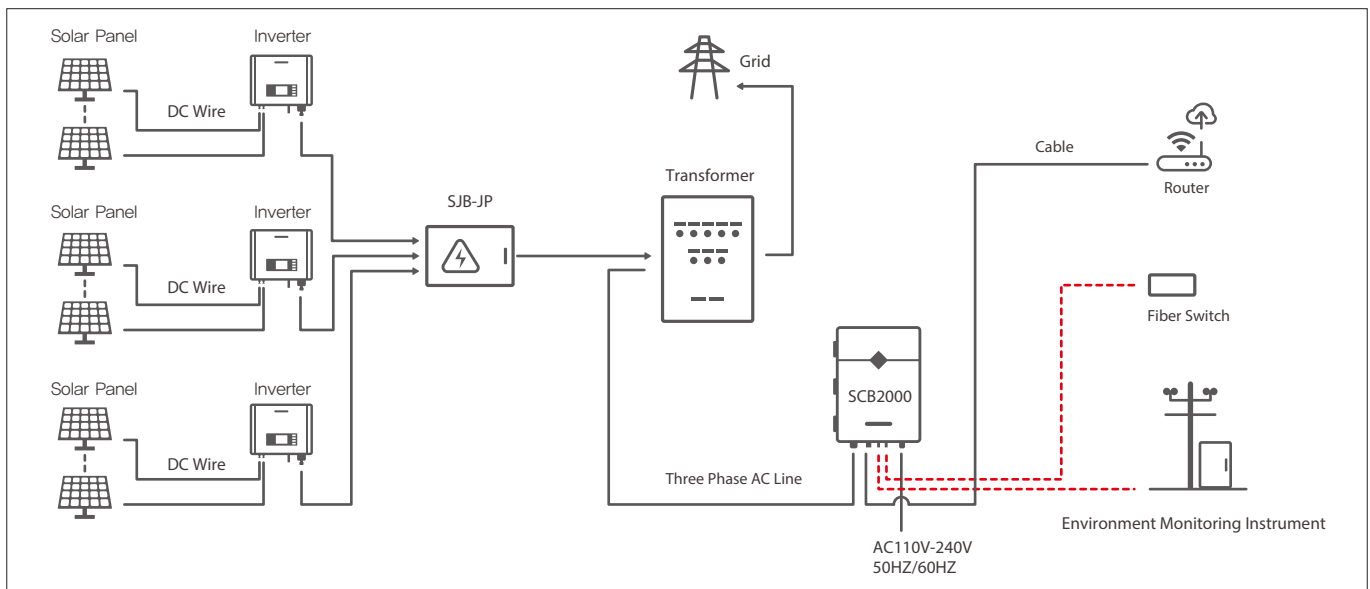 Solar Panel
Inverter
DC Wire
Grid
Cable
Router
Transformer
SJB-JP
Solar Panel
Inverter
DC Wire
Fiber Switch
SCB2000
Solar Panel
Inverter
DC Wire
Three Phase AC Line
Environment Monitoring Instrument
AC110V-240V
50HZ/60HZ